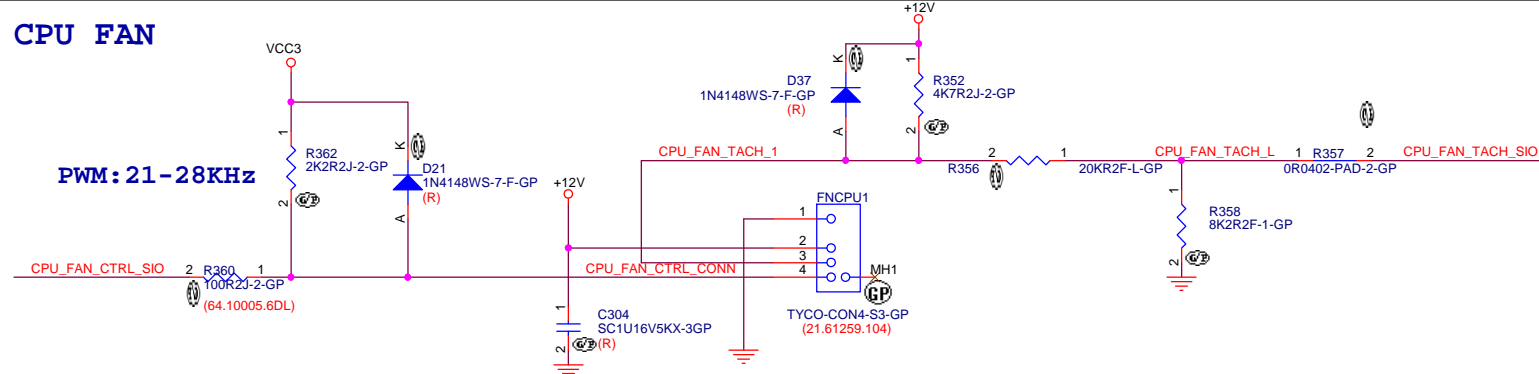 CPU FAN
+12V
VCC3
K
D37
1N4148WS-7-F-GP
(R)
A
1
R352
4K7R2J-2-GP
2
G/P
1
R362
2K2R2J-2-GP
2
G/P
K
D21
1N4148WS-7-F-GP
(R)
A
PWM:21-28KHz
CPU_FAN_TACH_1
2
R356
1
20KR2F-L-GP
CPU_FAN_TACH_L
1
R357
2
0R0402-PAD-2-GP
CPU_FAN_TACH_SIO
+12V
FNCPU1
1
2
3
4
MH1
GP
TYCO-CON4-S3-GP
(21.61259.104)
1
R358
8K2R2F-1-GP
2
G/P
CPU_FAN_CTRL_SIO
2
R360
1
100R2J-2-GP
(64.10005.6DL)
CPU_FAN_CTRL_CONN
1
C304
SC1U16V5KX-3GP
2
G/P
(R)